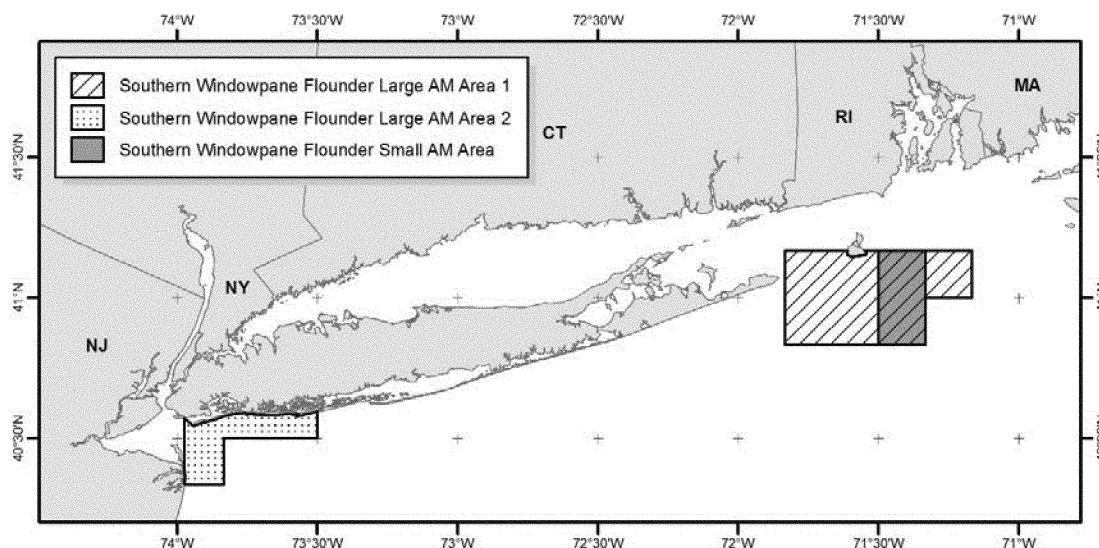 74°W 73°30'W 73°W 72°30'W 72°W 71°30'W 71°W
Southern Windowpane Flounder Large AM Area 1
Southern Windowpane Flounder Large AM Area 2
Southern Windowpane Flounder Small AM Area
MA
RI
CT
41°30'N
NY
41°N
NJ
40°30'N
74°W 73°30'W 73°W 72°30'W 72°W 71°30'W 71°W